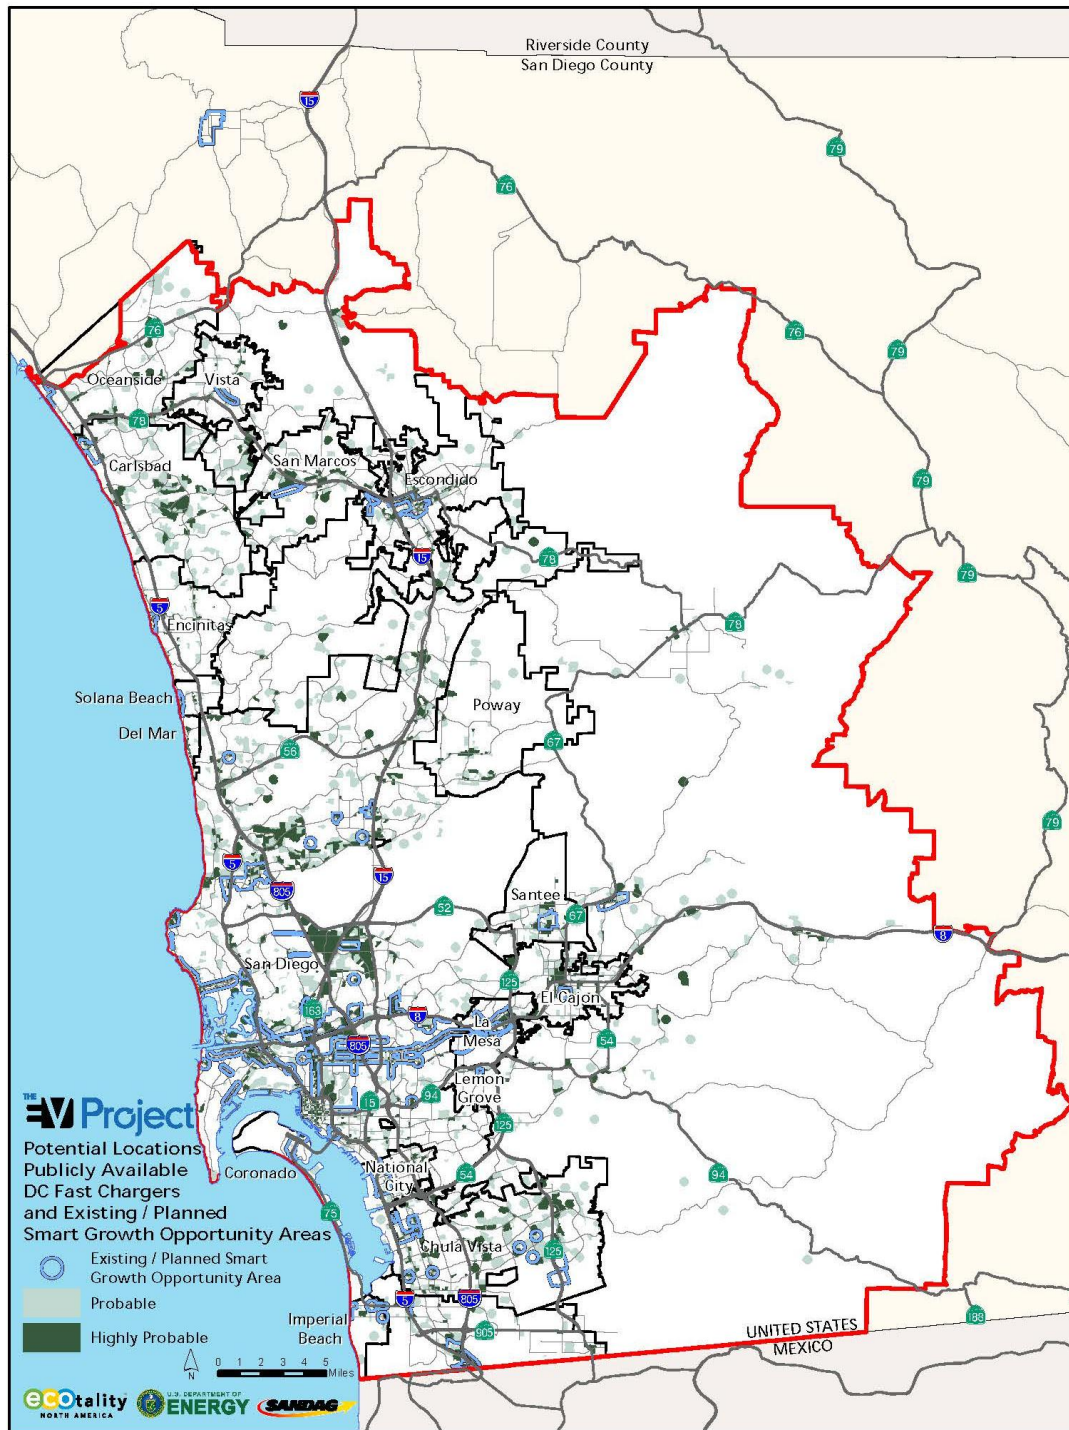 Riverside County
San Diego County
15
79
76
79
76
76
79
Oceanside
Vista
78
San Marcos
Carlsbad
Escondido
79
15
78
79
5
Encinitas
78
Solana Beach
Poway
Del Mar
56
67
79
5
805
15
Santee
52
67
8
San Diego
125
El Cajon
163
8
La
Mesa
805
54
Lemon
Grove
94
15
125
THE
EV Project
Potential Locations
Publicly Available
DC Fast Chargers
and Existing / Planned
Smart Growth Opportunity Areas
Existing / Planned Smart
Growth Opportunity Area
Probable
Highly Probable
Coronado
National
City
54
94
75
Chula Vista
125
5
805
Imperial
Beach
905
188
UNITED STATES
MEXICO
N
0 1 2 3 4 5
Miles
ecotality
NORTH AMERICA
U.S. DEPARTMENT OF
ENERGY
SANDAG